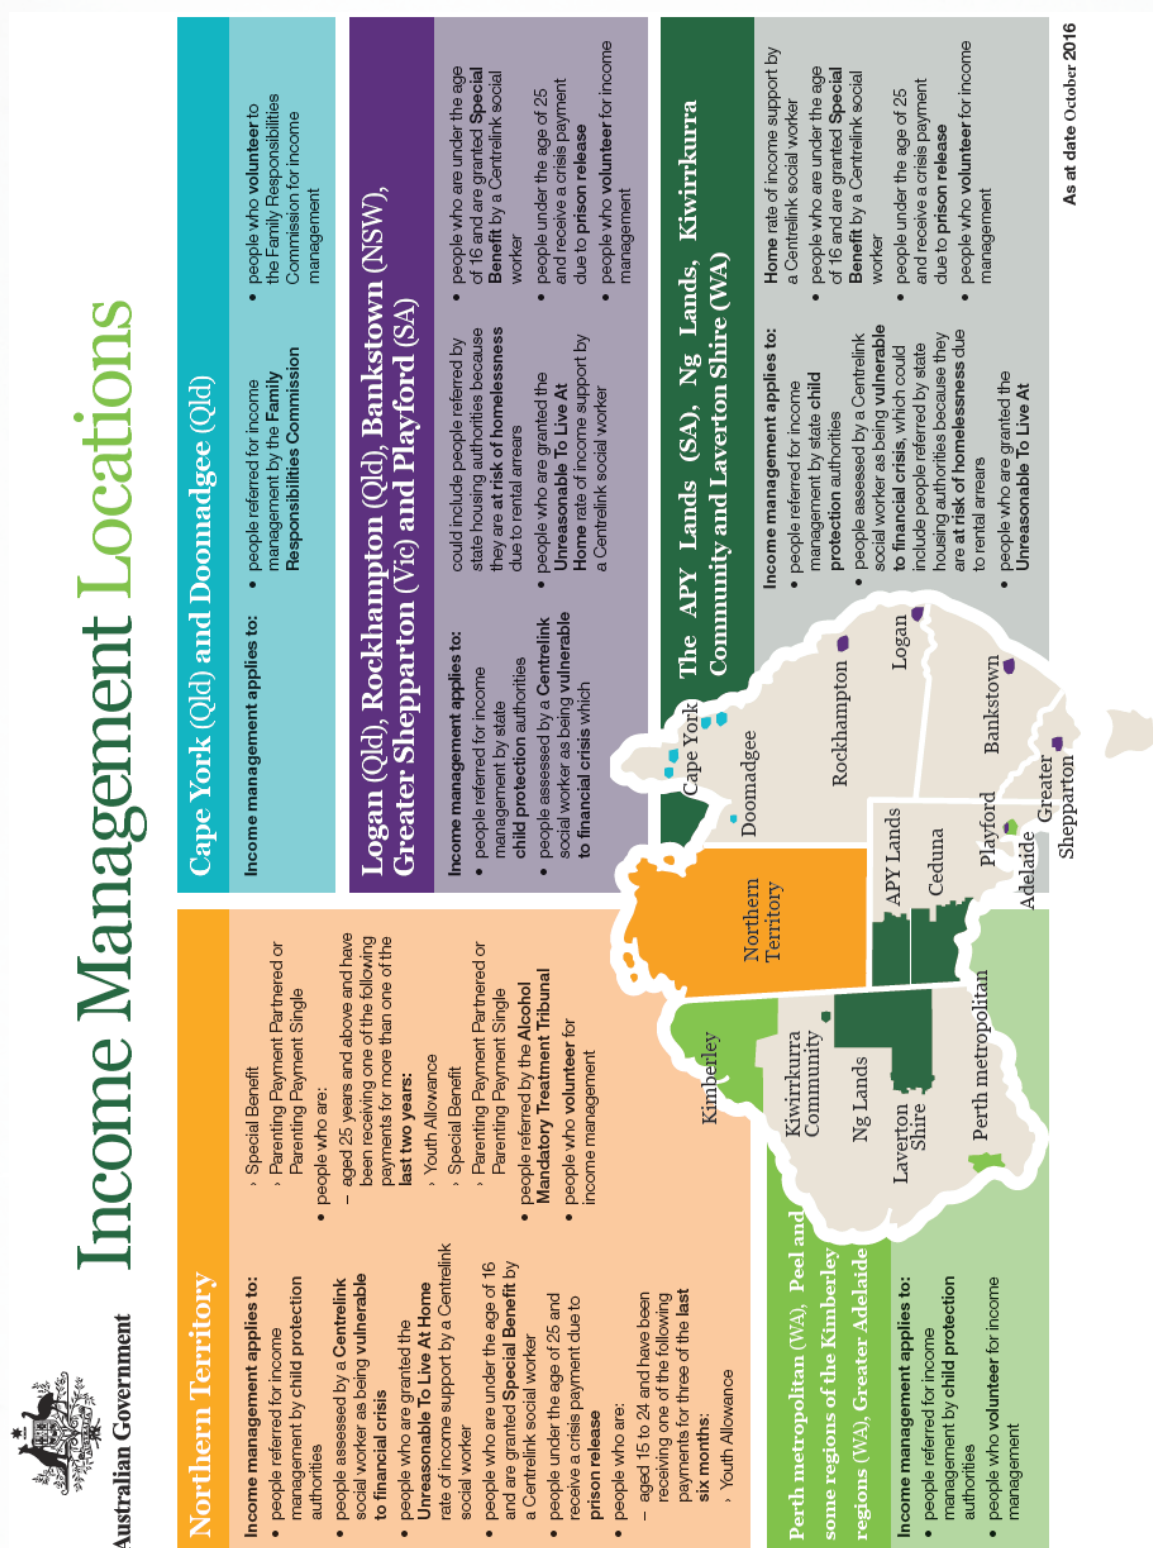 Australian Government
Income Management Locations
Northern Territory
Income management applies to:
• people referred for income
management by child protection
authorities
• people assessed by a Centrelink
social worker as being vulnerable
to financial crisis
• people who are granted the
Unreasonable To Live At Home
rate of income support by a Centrelink
social worker
• people who are under the age of 16
and are granted Special Benefit by
a Centrelink social worker
• people under the age of 25 and
receive a crisis payment due to
prison release
• people who are:
– aged 15 to 24 and have been
receiving one of the following
payments for three of the last
six months:
› Youth Allowance
› Special Benefit
› Parenting Payment Partnered or
Parenting Payment Single
• people who are:
– aged 25 years and above and have
been receiving one of the following
payments for more than one of the
last two years:
› Youth Allowance
› Special Benefit
› Parenting Payment Partnered or
Parenting Payment Single
• people referred by the Alcohol
Mandatory Treatment Tribunal
• people who volunteer for
income management
Cape York (Qld) and Doomadgee (Qld)
Income management applies to:
• people referred for income
management by the Family
Responsibilities Commission
• people who volunteer to
the Family Responsibilities
Commission for income
management
Logan (Qld), Rockhampton (Qld), Bankstown (NSW),
Greater Shepparton (Vic) and Playford (SA)
Income management applies to:
• people referred for income
management by state
child protection authorities
• people assessed by a Centrelink
social worker as being vulnerable
to financial crisis which
could include people referred by
state housing authorities because
they are at risk of homelessness
due to rental arrears
• people who are granted the
Unreasonable To Live At
Home rate of income support by
a Centrelink social worker
• people who are under the age
of 16 and are granted Special
Benefit by a Centrelink social
worker
• people under the age of 25
and receive a crisis payment
due to prison release
• people who volunteer for income
management
The APY Lands (SA), Ng Lands, Kiwirrkurra
Community and Laverton Shire (WA)
Income management applies to:
• people referred for income
management by state child
protection authorities
• people assessed by a Centrelink
social worker as being vulnerable
to financial crisis, which could
include people referred by state
housing authorities because they
are at risk of homelessness due
to rental arrears
• people who are granted the
Unreasonable To Live At
Home rate of income support by
a Centrelink social worker
• people who are under the age
of 16 and are granted Special
Benefit by a Centrelink social
worker
• people under the age of 25
and receive a crisis payment
due to prison release
• people who volunteer for income
management
Perth metropolitan (WA), Peel and
some regions of the Kimberley
regions (WA), Greater Adelaide
Income management applies to:
• people referred for income
management by child protection
authorities
• people who volunteer for income
management
Kimberley
Kiwirrkurra
Community
Ng Lands
Laverton
Shire
Perth metropolitan
Northern
Territory
APY Lands
Ceduna
Playford
Adelaide
Greater
Shepparton
Cape York
Doomadgee
Rockhampton
Logan
Bankstown
As at date October 2016